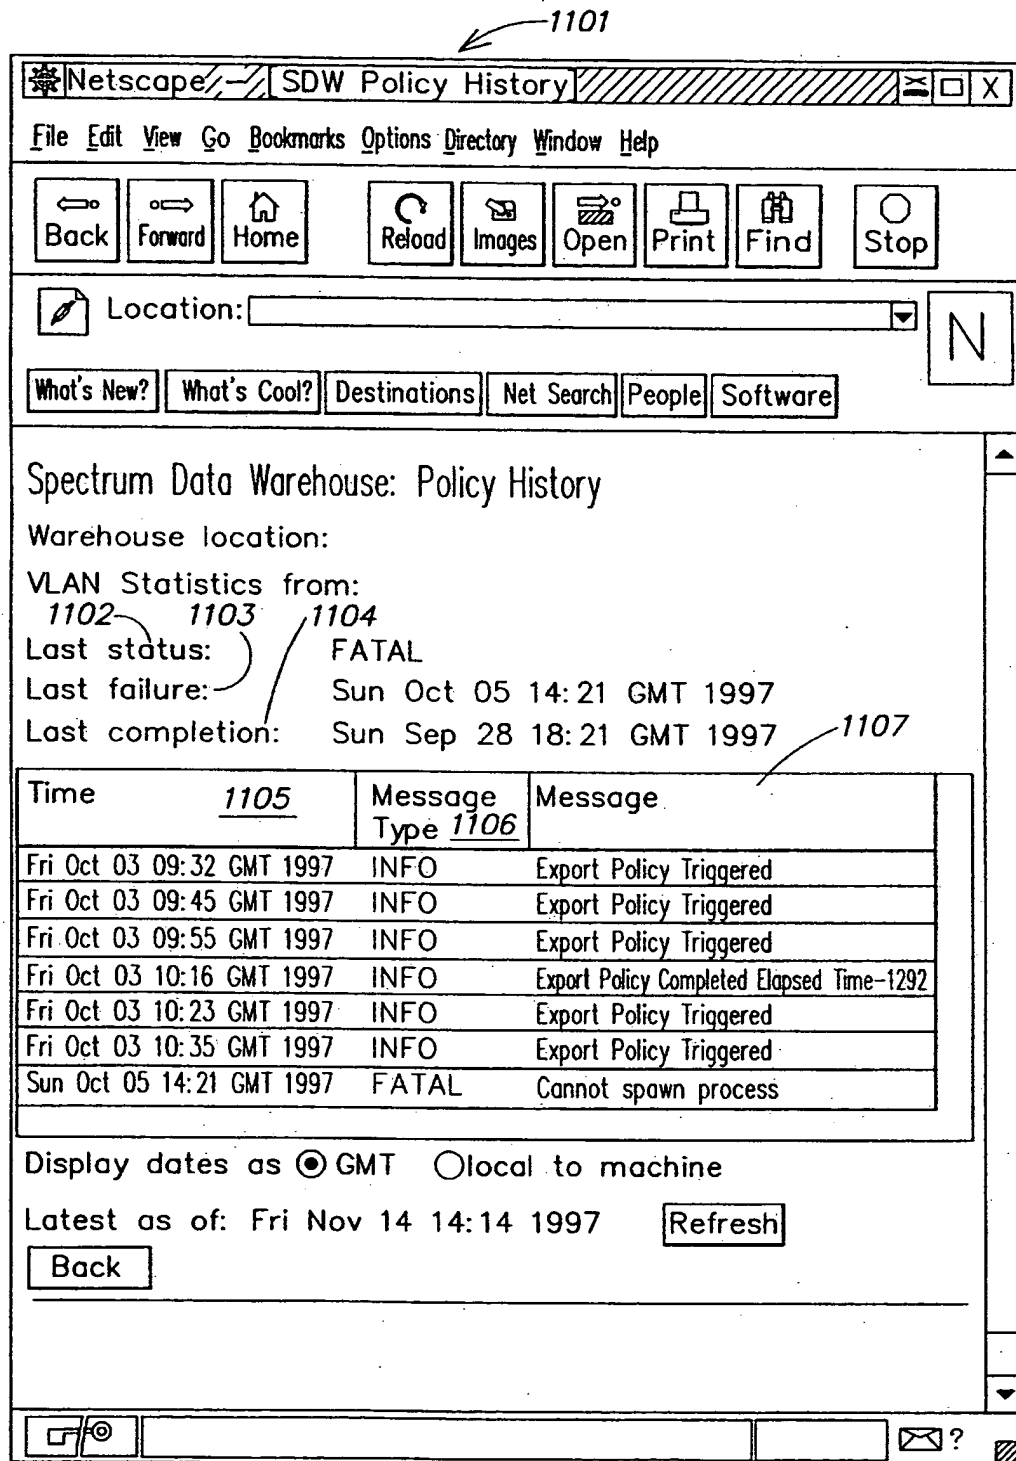 1101
Netscape - SDW Policy History X
File Edit View Go Bookmarks Options Directory Window Help
Back Forward Home Reload Images Open Print Find Stop
Location:
N
What's New? What's Cool? Destinations Net Search People Software
Spectrum Data Warehouse: Policy History
Warehouse location:
VLAN Statistics from:
1102 1103 1104
Last status: FATAL
Last failure: Sun Oct 05 14:21 GMT 1997
Last completion: Sun Sep 28 18:21 GMT 1997
1107
Time 1105 Message Type 1106 Message
Fri Oct 03 09:32 GMT 1997 INFO Export Policy Triggered
Fri Oct 03 09:45 GMT 1997 INFO Export Policy Triggered
Fri Oct 03 09:55 GMT 1997 INFO Export Policy Triggered
Fri Oct 03 10:16 GMT 1997 INFO Export Policy Completed Elapsed Time-1292
Fri Oct 03 10:23 GMT 1997 INFO Export Policy Triggered
Fri Oct 03 10:35 GMT 1997 INFO Export Policy Triggered
Sun Oct 05 14:21 GMT 1997 FATAL Cannot spawn process
Display dates as GMT local to machine
Latest as of: Fri Nov 14 14:14 1997 Refresh
Back
?